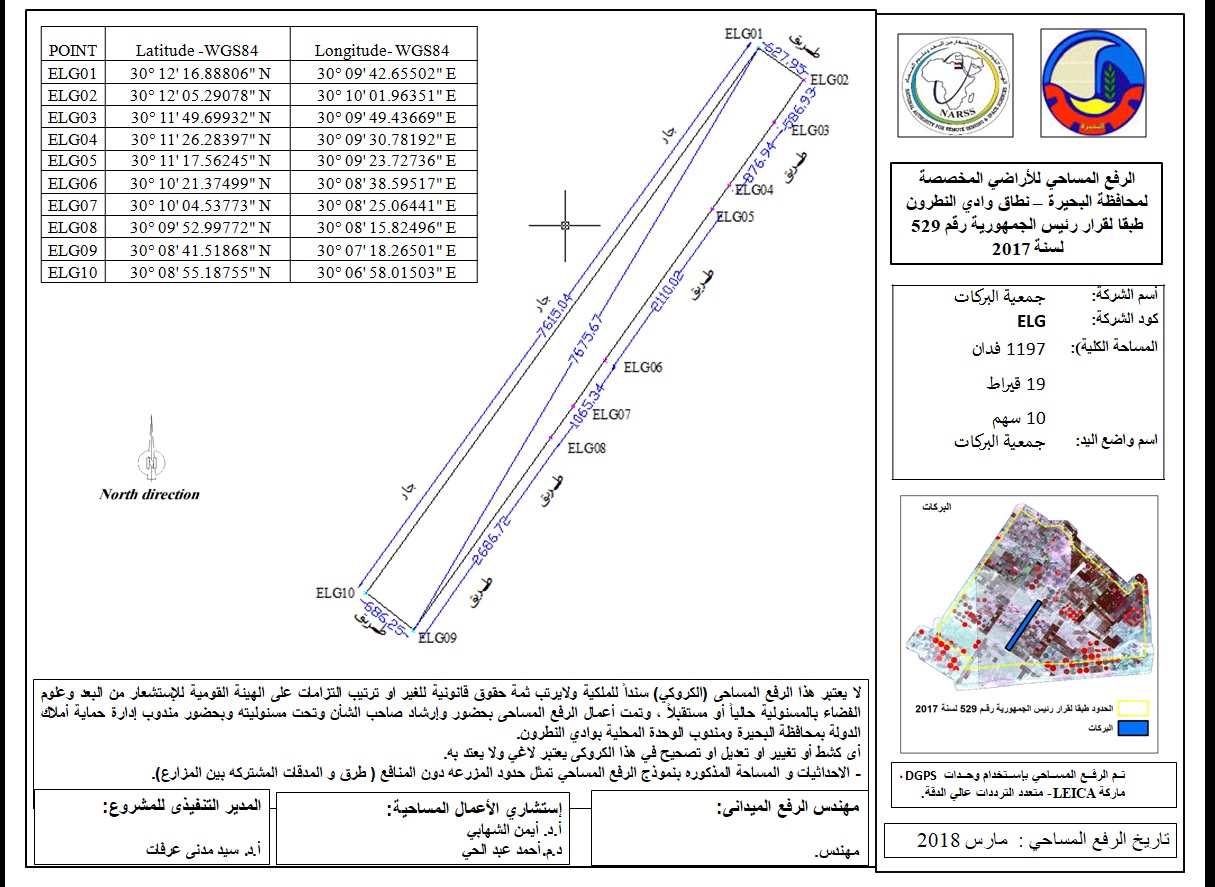 POINT Latitude -WGS84 Longitude- WGS84
ELG01 30° 12' 16.88806" N 30° 09' 42.65502" E
ELG02 30° 12' 05.29078" N 30° 10' 01.96351" E
ELG03 30° 11' 49.69932" N 30° 09' 49.43669" E
ELG04 30° 11' 26.28397" N 30° 09' 30.78192" E
ELG05 30° 11' 17.56245" N 30° 09' 23.72736" E
ELG06 30° 10' 21.37499" N 30° 08' 38.59517" E
ELG07 30° 10' 04.53773" N 30° 08' 25.06441" E
ELG08 30° 09' 52.99772" N 30° 08' 15.82496" E
ELG09 30° 08' 41.51868" N 30° 07' 18.26501" E
ELG10 30° 08' 55.18755" N 30° 06' 58.01503" E
ELG01
627.95
طريق
ELG02
586.93
ELG03
جار
876.94
طريق
ELG04
ELG05
طريق
2110.02
جار
7615.04
7675.67
ELG06
ELG07
1065.34
ELG08
جار
طريق
2686.72
طريق
ELG10
686.25
طريق
ELG09
North direction
NARSS
NATIONAL AUTHORITY FOR REMOTE SENSING & SPACE SCIENCES
البحيرة
الرفع المساحي للأراضي المخصصة
لمحافظة البحيرة – نطاق وادي النطرون
طبقا لقرار رئيس الجمهورية رقم 529
لسنة 2017
أسم الشركة: جمعية البركات
كود الشركة: ELG
المساحة الكلية): 1197 فدان
19 قيراط
10 سهم
اسم واضع اليد: جمعية البركات
البركات
الحدود طبقا لقرار رئيس الجمهورية رقم 529 لسنة 2017
البركات
تـم الرفـع المسـاحي بإسـتخدام وحـدات DGPS،
ماركة LEICA- متعدد الترددات عالي الدقة.
تاريخ الرفع المساحي : مارس 2018
لا يعتبر هذا الرفع المساحى (الكروكي) سنداً للملكية ولايرتب ثمة حقوق قانونية للغير او ترتيب التزامات على الهيئة القومية للإستشعار من البعد وعلوم
الفضاء بالمسئولية حالياً أو مستقبلاً ، وتمت أعمال الرفع المساحى بحضور وإرشاد صاحب الشأن وتحت مسئوليته وبحضور مندوب إدارة حماية أملاك
الدولة بمحافظة البحيرة ومندوب الوحدة المحلية بوادي النطرون.
أى كشط أو تغيير او تعديل او تصحيح في هذا الكروكى يعتبر لاغي ولا يعتد به.
- الاحداثيات و المساحة المذكوره بنموذج الرفع المساحي تمثل حدود المزرعه دون المنافع ( طرق و المدقات المشتركه بين المزارع).
مهندس الرفع الميدانى:
مهندس.
إستشاري الأعمال المساحية:
أ.د. أيمن الشهابي
د.م.أحمد عبد الحي
المدير التنفيذى للمشروع:
أ.د. سيد مدنى عرفات